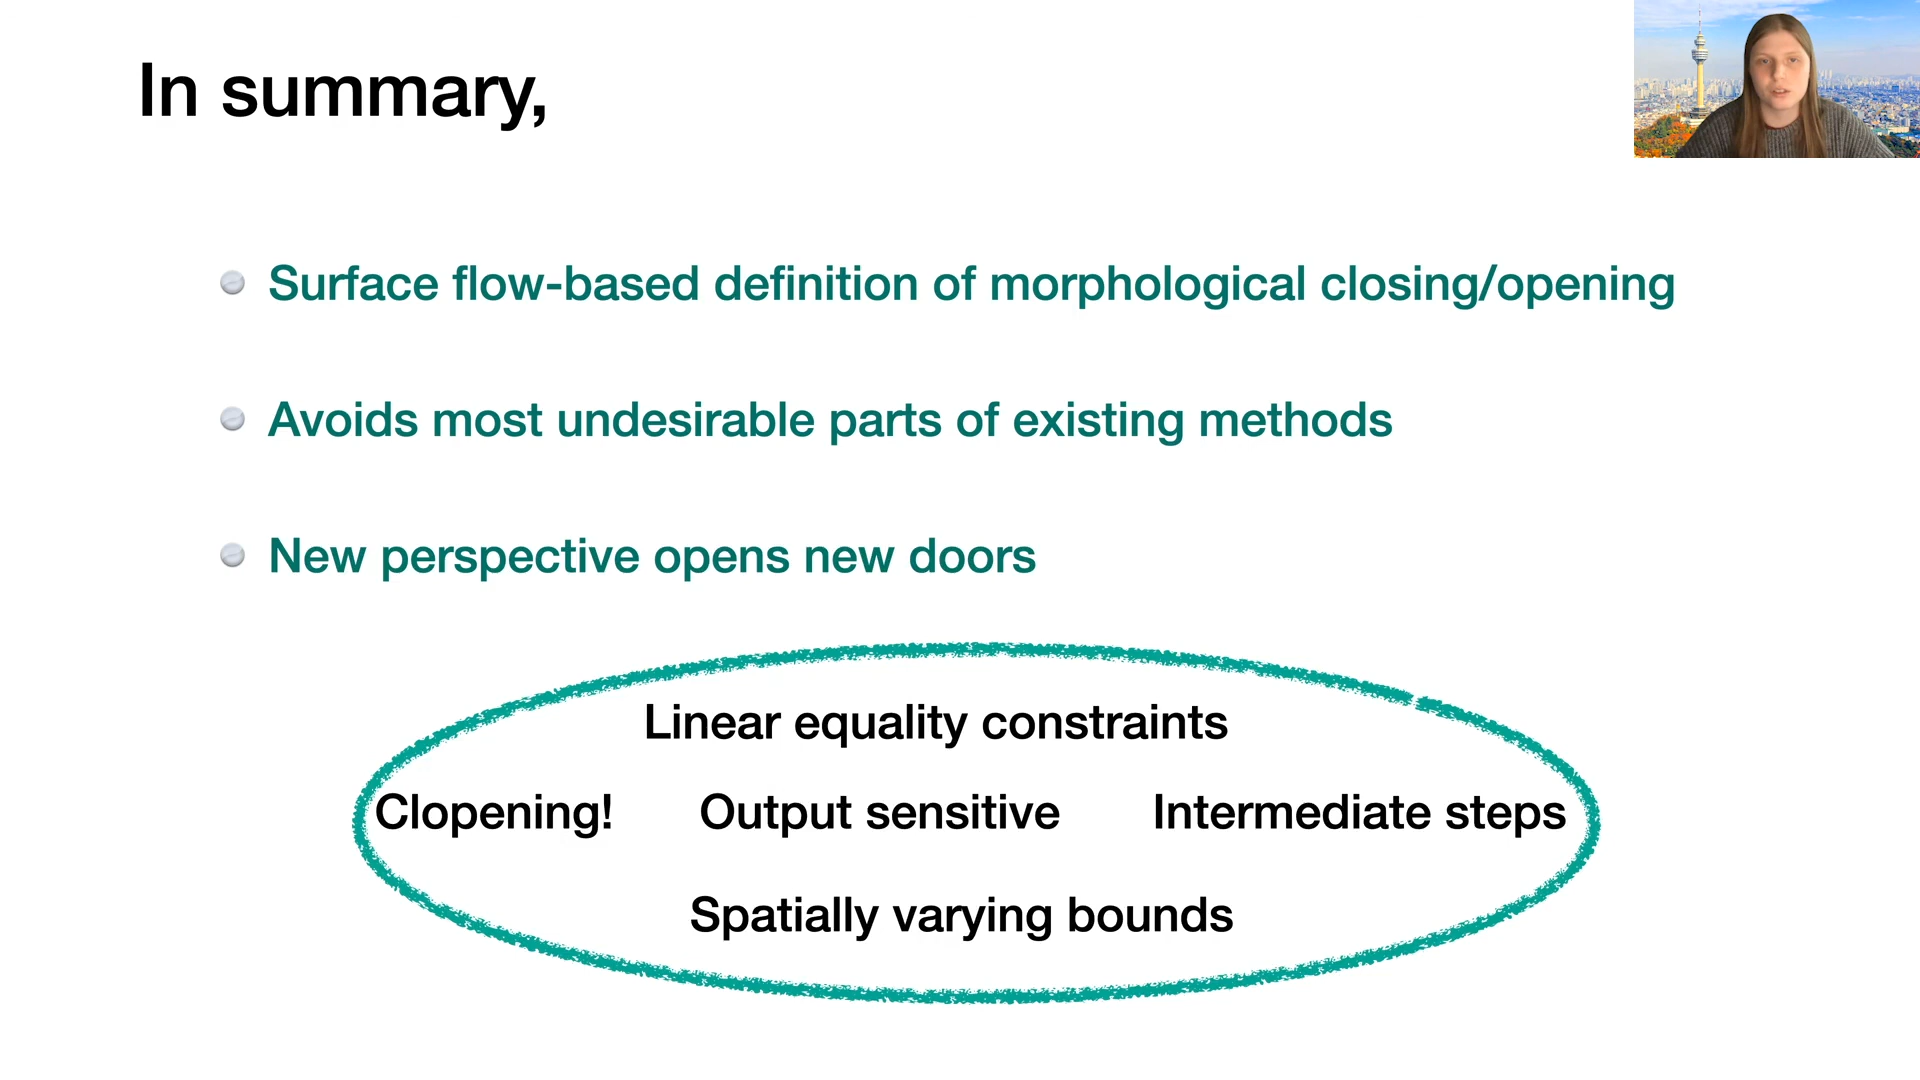 In summary,
Surface flow-based definition of morphological closing/opening
Avoids most undesirable parts of existing methods
New perspective opens new doors
Linear equality constraints
Clopening! Output sensitive Intermediate steps
Spatially varying bounds